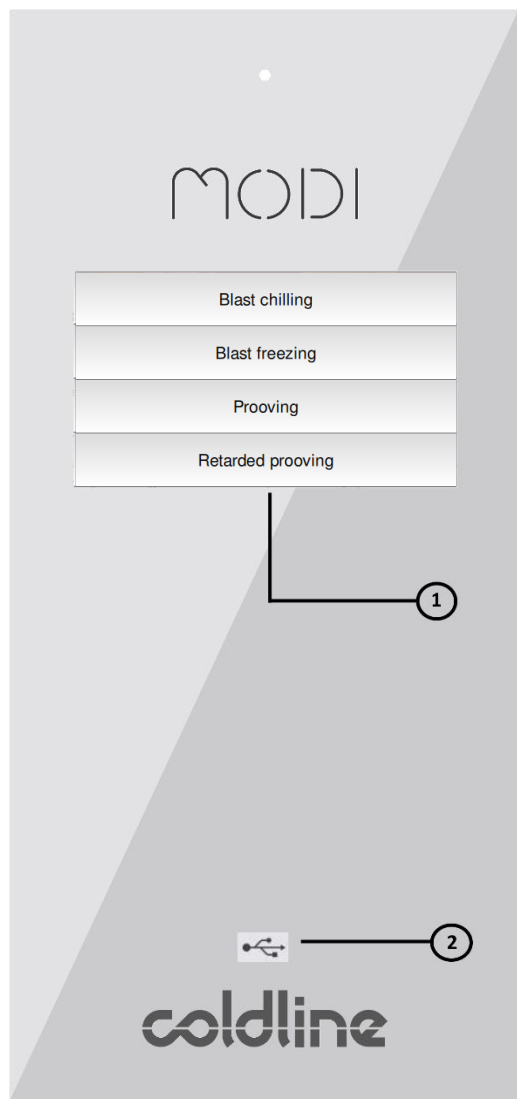 MODI
Blast chilling
Blast freezing
Prooving
Retarded prooving
1
2
coldline